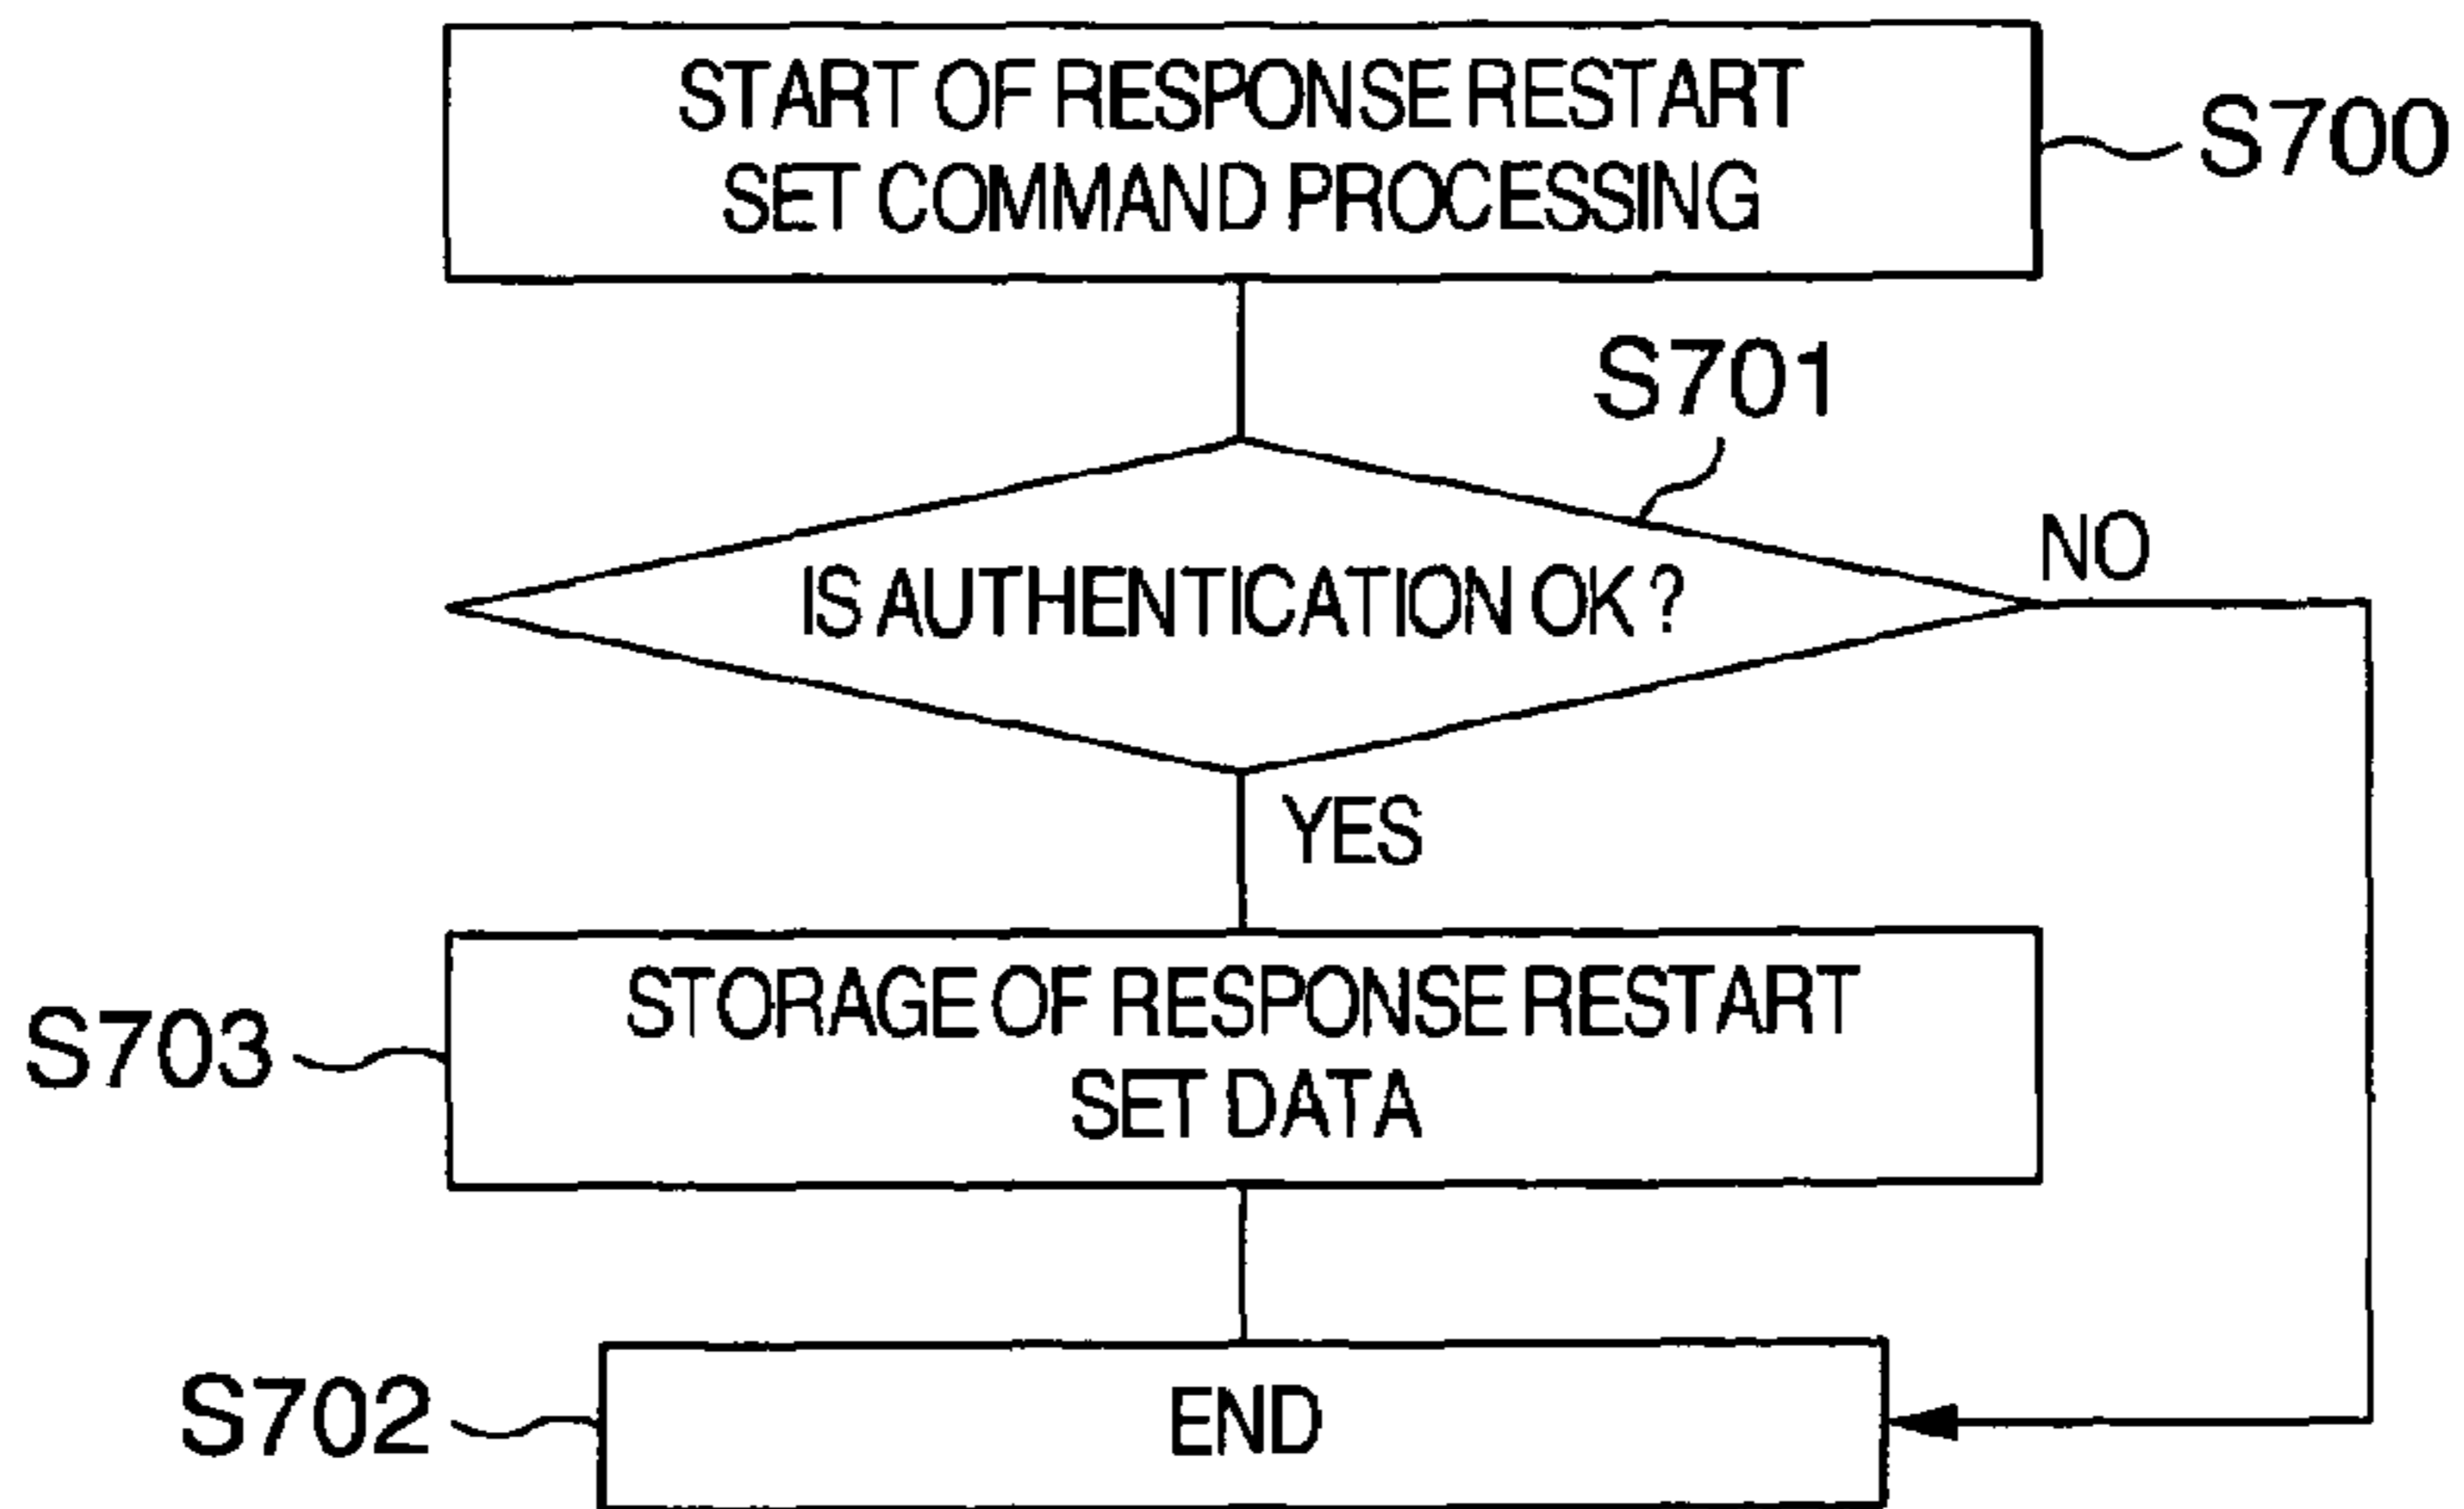 START OF RESPONSE RESTART
SET COMMAND PROCESSING
S700
S701
IS AUTHENTICATION OK?
NO
YES
STORAGE OF RESPONSE RESTART
SET DATA
S703
END
S702